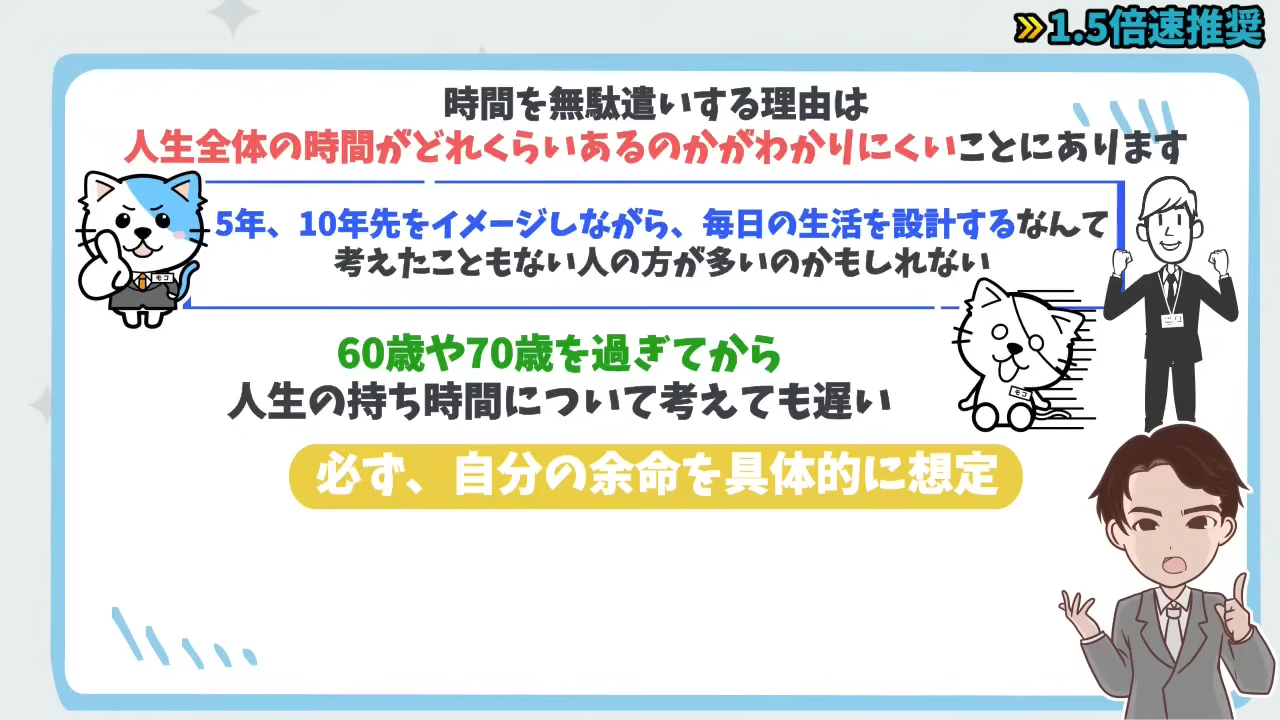 1.5倍速推奨
時間を無駄遣いする理由は
人生全体の時間がどれくらいあるのかがわかりにくいことにあります
5年、10年先をイメージしながら、毎日の生活を設計するなんて
考えたこともない人の方が多いのかもしれない
モコ
60歳や70歳を過ぎてから
モコ
人生の持ち時間について考えても遅い
必ず、自分の余命を具体的に想定